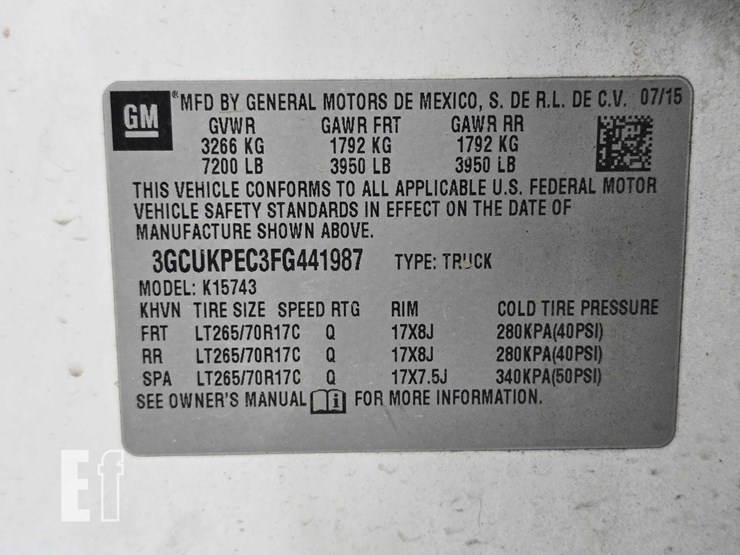 GM ® MFD BY GENERAL MOTORS DE MEXICO, S. DE R.L. DE C.V. 07/15
GVWR GAWR FRT GAWR RR
3266 KG 1792 KG 1792 KG
7200 LB 3950 LB 3950 LB
THIS VEHICLE CONFORMS TO ALL APPLICABLE U.S. FEDERAL MOTOR
VEHICLE SAFETY STANDARDS IN EFFECT ON THE DATE OF
MANUFACTURE SHOWN ABOVE.
3GCUKPEC3FG441987 TYPE: TRUCK
MODEL: K15743
KHVN TIRE SIZE SPEED RTG RIM COLD TIRE PRESSURE
FRT LT265/70R17C Q 17X8J 280KPA(40PSI)
RR LT265/70R17C Q 17X8J 280KPA(40PSI)
SPA LT265/70R17C Q 17X7.5J 340KPA(50PSI)
SEE OWNER'S MANUAL i FOR MORE INFORMATION.
Ef